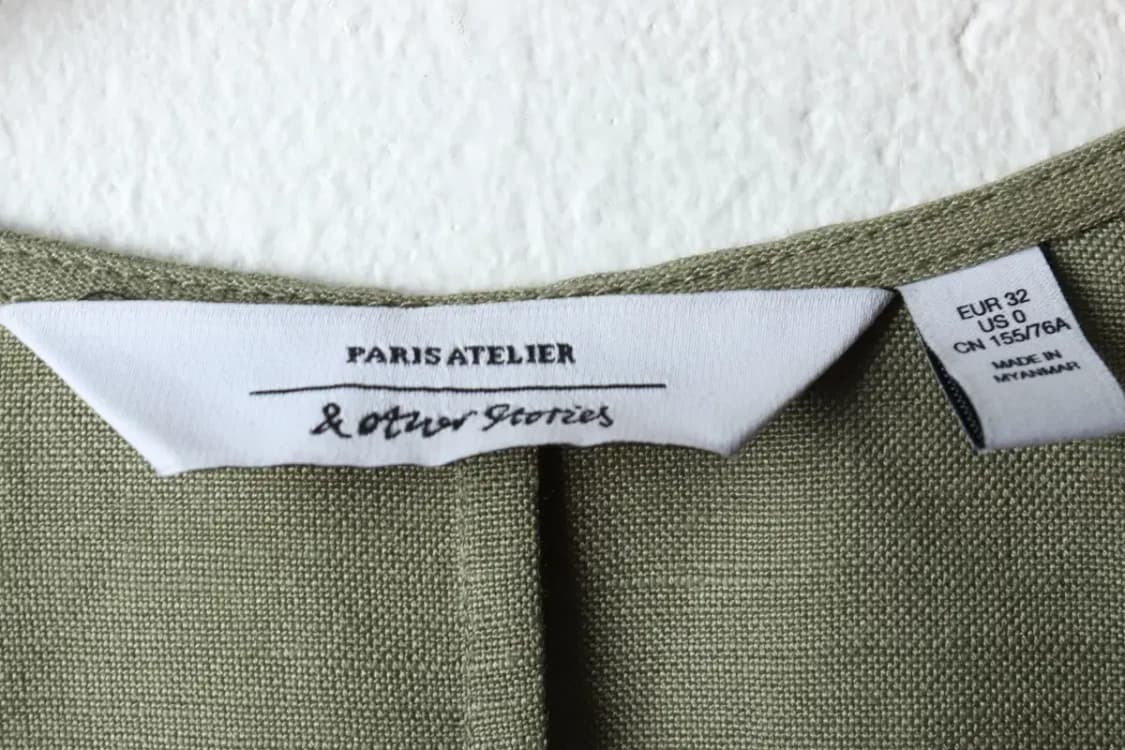 PARIS ATELIER
& other Stories
EUR 32
US 0
CN 155/76A
MADE IN
MYANMAR